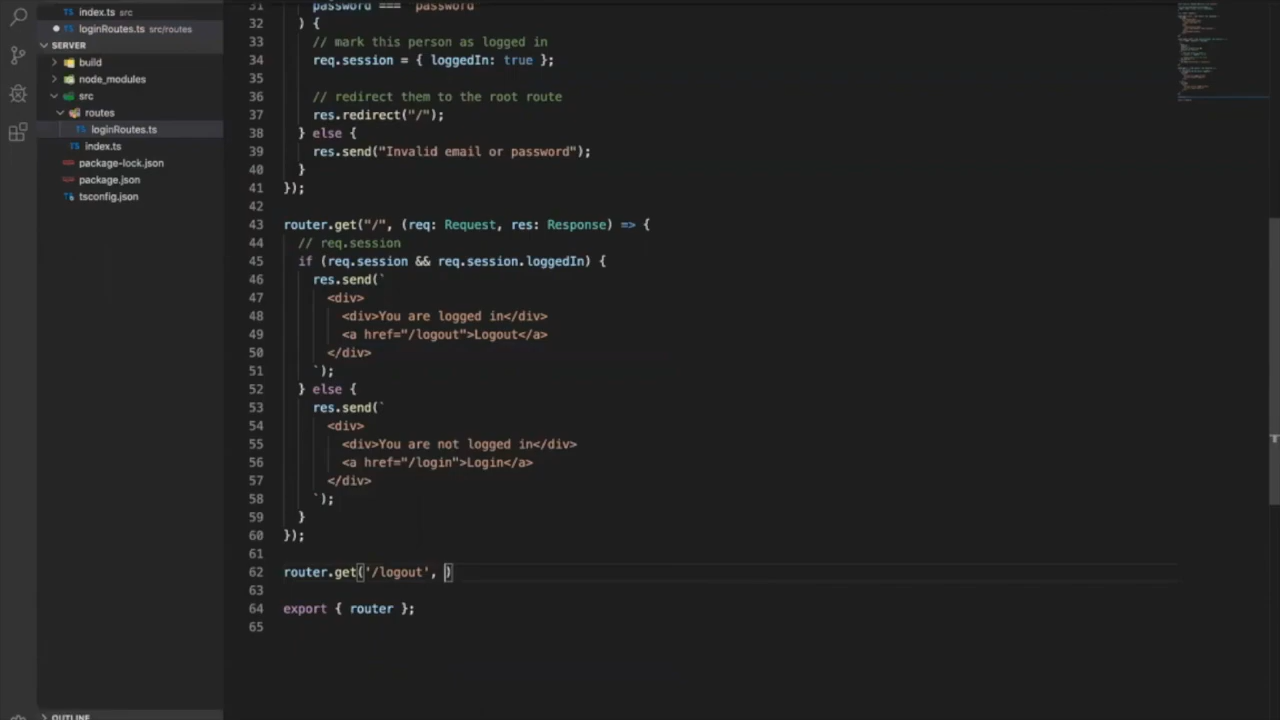 index.ts src
loginRoutes.ts src/routes
SERVER
build
node_modules
src
routes
loginRoutes.ts
index.ts
package-lock.json
package.json
tsconfig.json
OUTLINE
31 password === "password"
32 ) {
33 // mark this person as logged in
34 req.session = { loggedIn: true };
35
36 // redirect them to the root route
37 res.redirect("/");
38 } else {
39 res.send("Invalid email or password");
40 }
41 });
42
43 router.get("/", (req: Request, res: Response) => {
44 // req.session
45 if (req.session && req.session.loggedIn) {
46 res.send(`
47 <div>
48 <div>You are logged in</div>
49 <a href="/logout">Logout</a>
50 </div>
51 `);
52 } else {
53 res.send(`
54 <div>
55 <div>You are not logged in</div>
56 <a href="/login">Login</a>
57 </div>
58 `);
59 }
60 });
61
62 router.get('/logout', )
63
64 export { router };
65